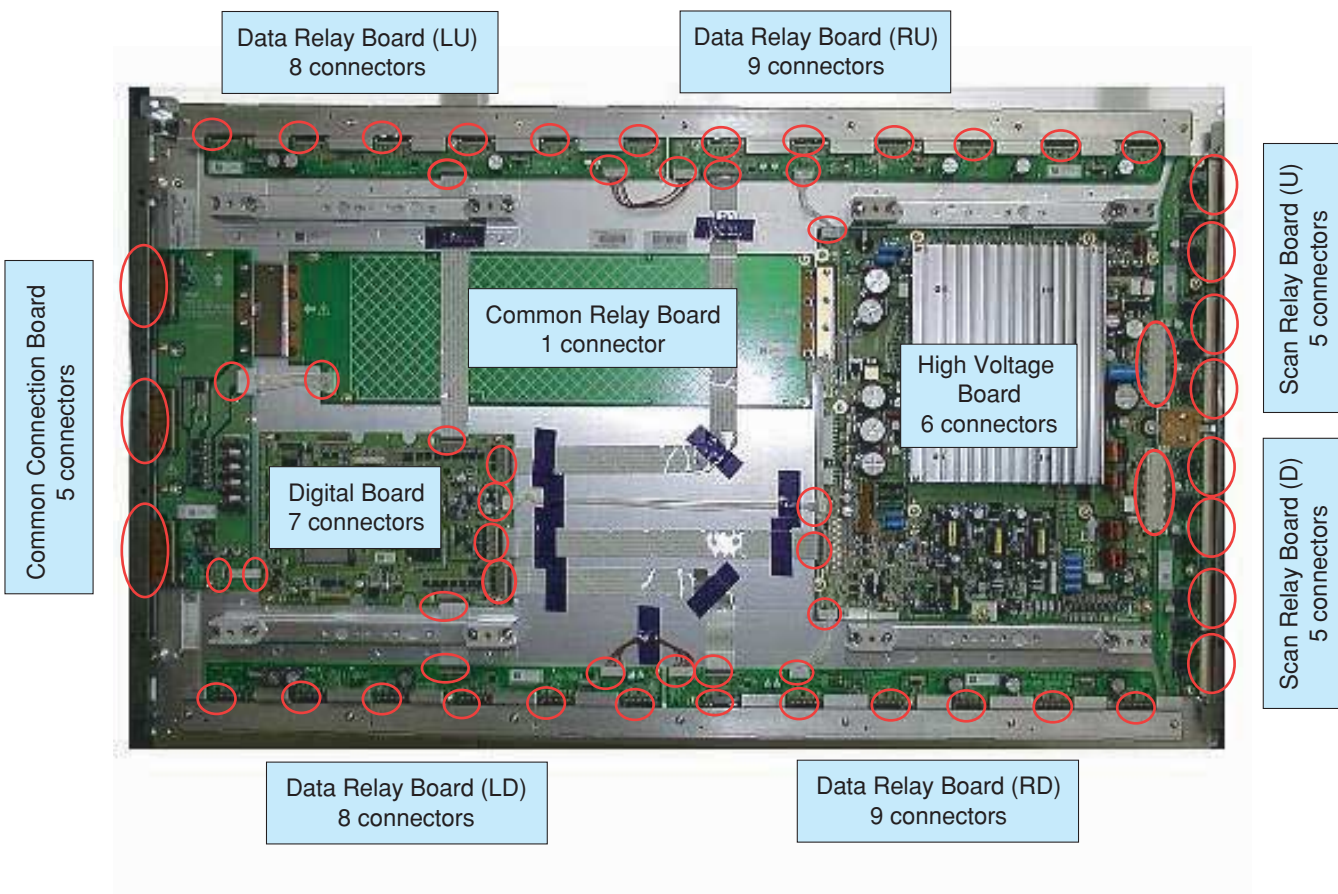 Data Relay Board (LU)
8 connectors
Data Relay Board (RU)
9 connectors
Common Connection Board
5 connectors
Common Relay Board
1 connector
High Voltage
Board
6 connectors
Scan Relay Board (U)
5 connectors
Digital Board
7 connectors
Scan Relay Board (D)
5 connectors
Data Relay Board (LD)
8 connectors
Data Relay Board (RD)
9 connectors